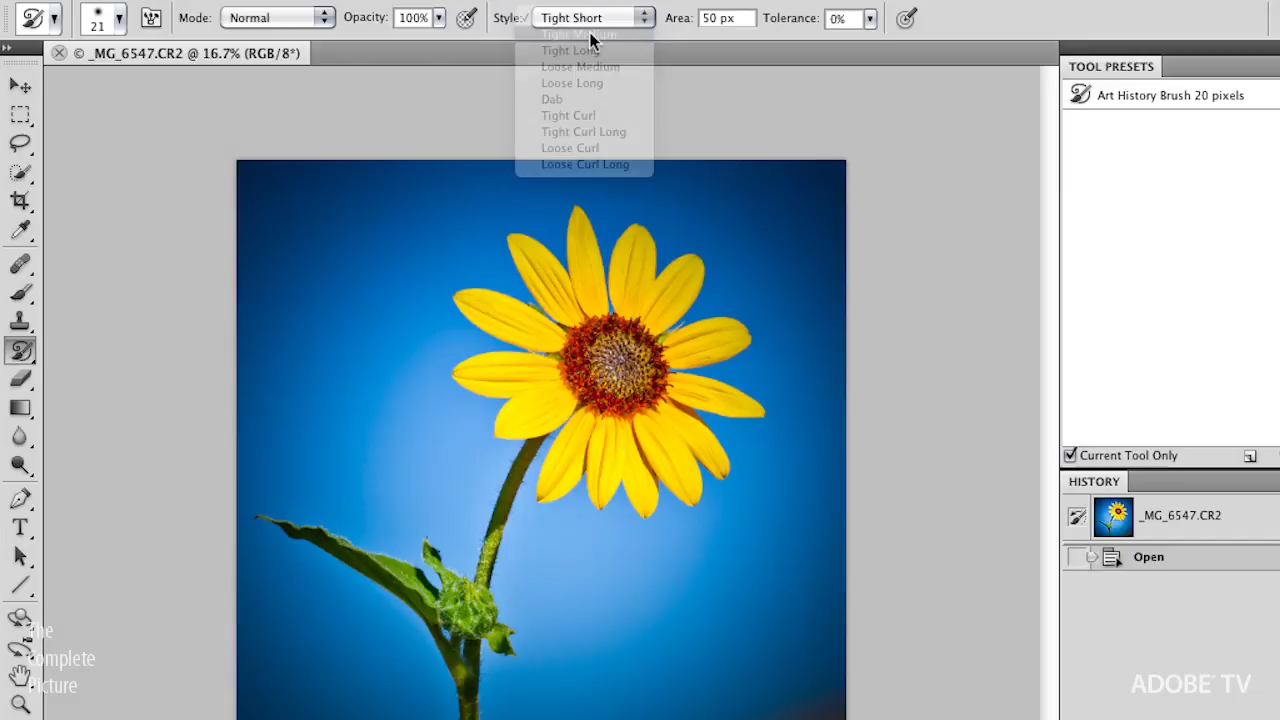 21
Mode: Normal Opacity: 100% Style: Tight Short Area: 50 px Tolerance: 0%
Tight Medium
Tight Long
Loose Medium
Loose Long
Dab
Tight Curl
Tight Curl Long
Loose Curl
Loose Curl Long
© _MG_6547.CR2 @ 16.7% (RGB/8*)
TOOL PRESETS
Art History Brush 20 pixels
Current Tool Only
HISTORY
_MG_6547.CR2
Open
T
The
Complete
Picture
ADOBE TV